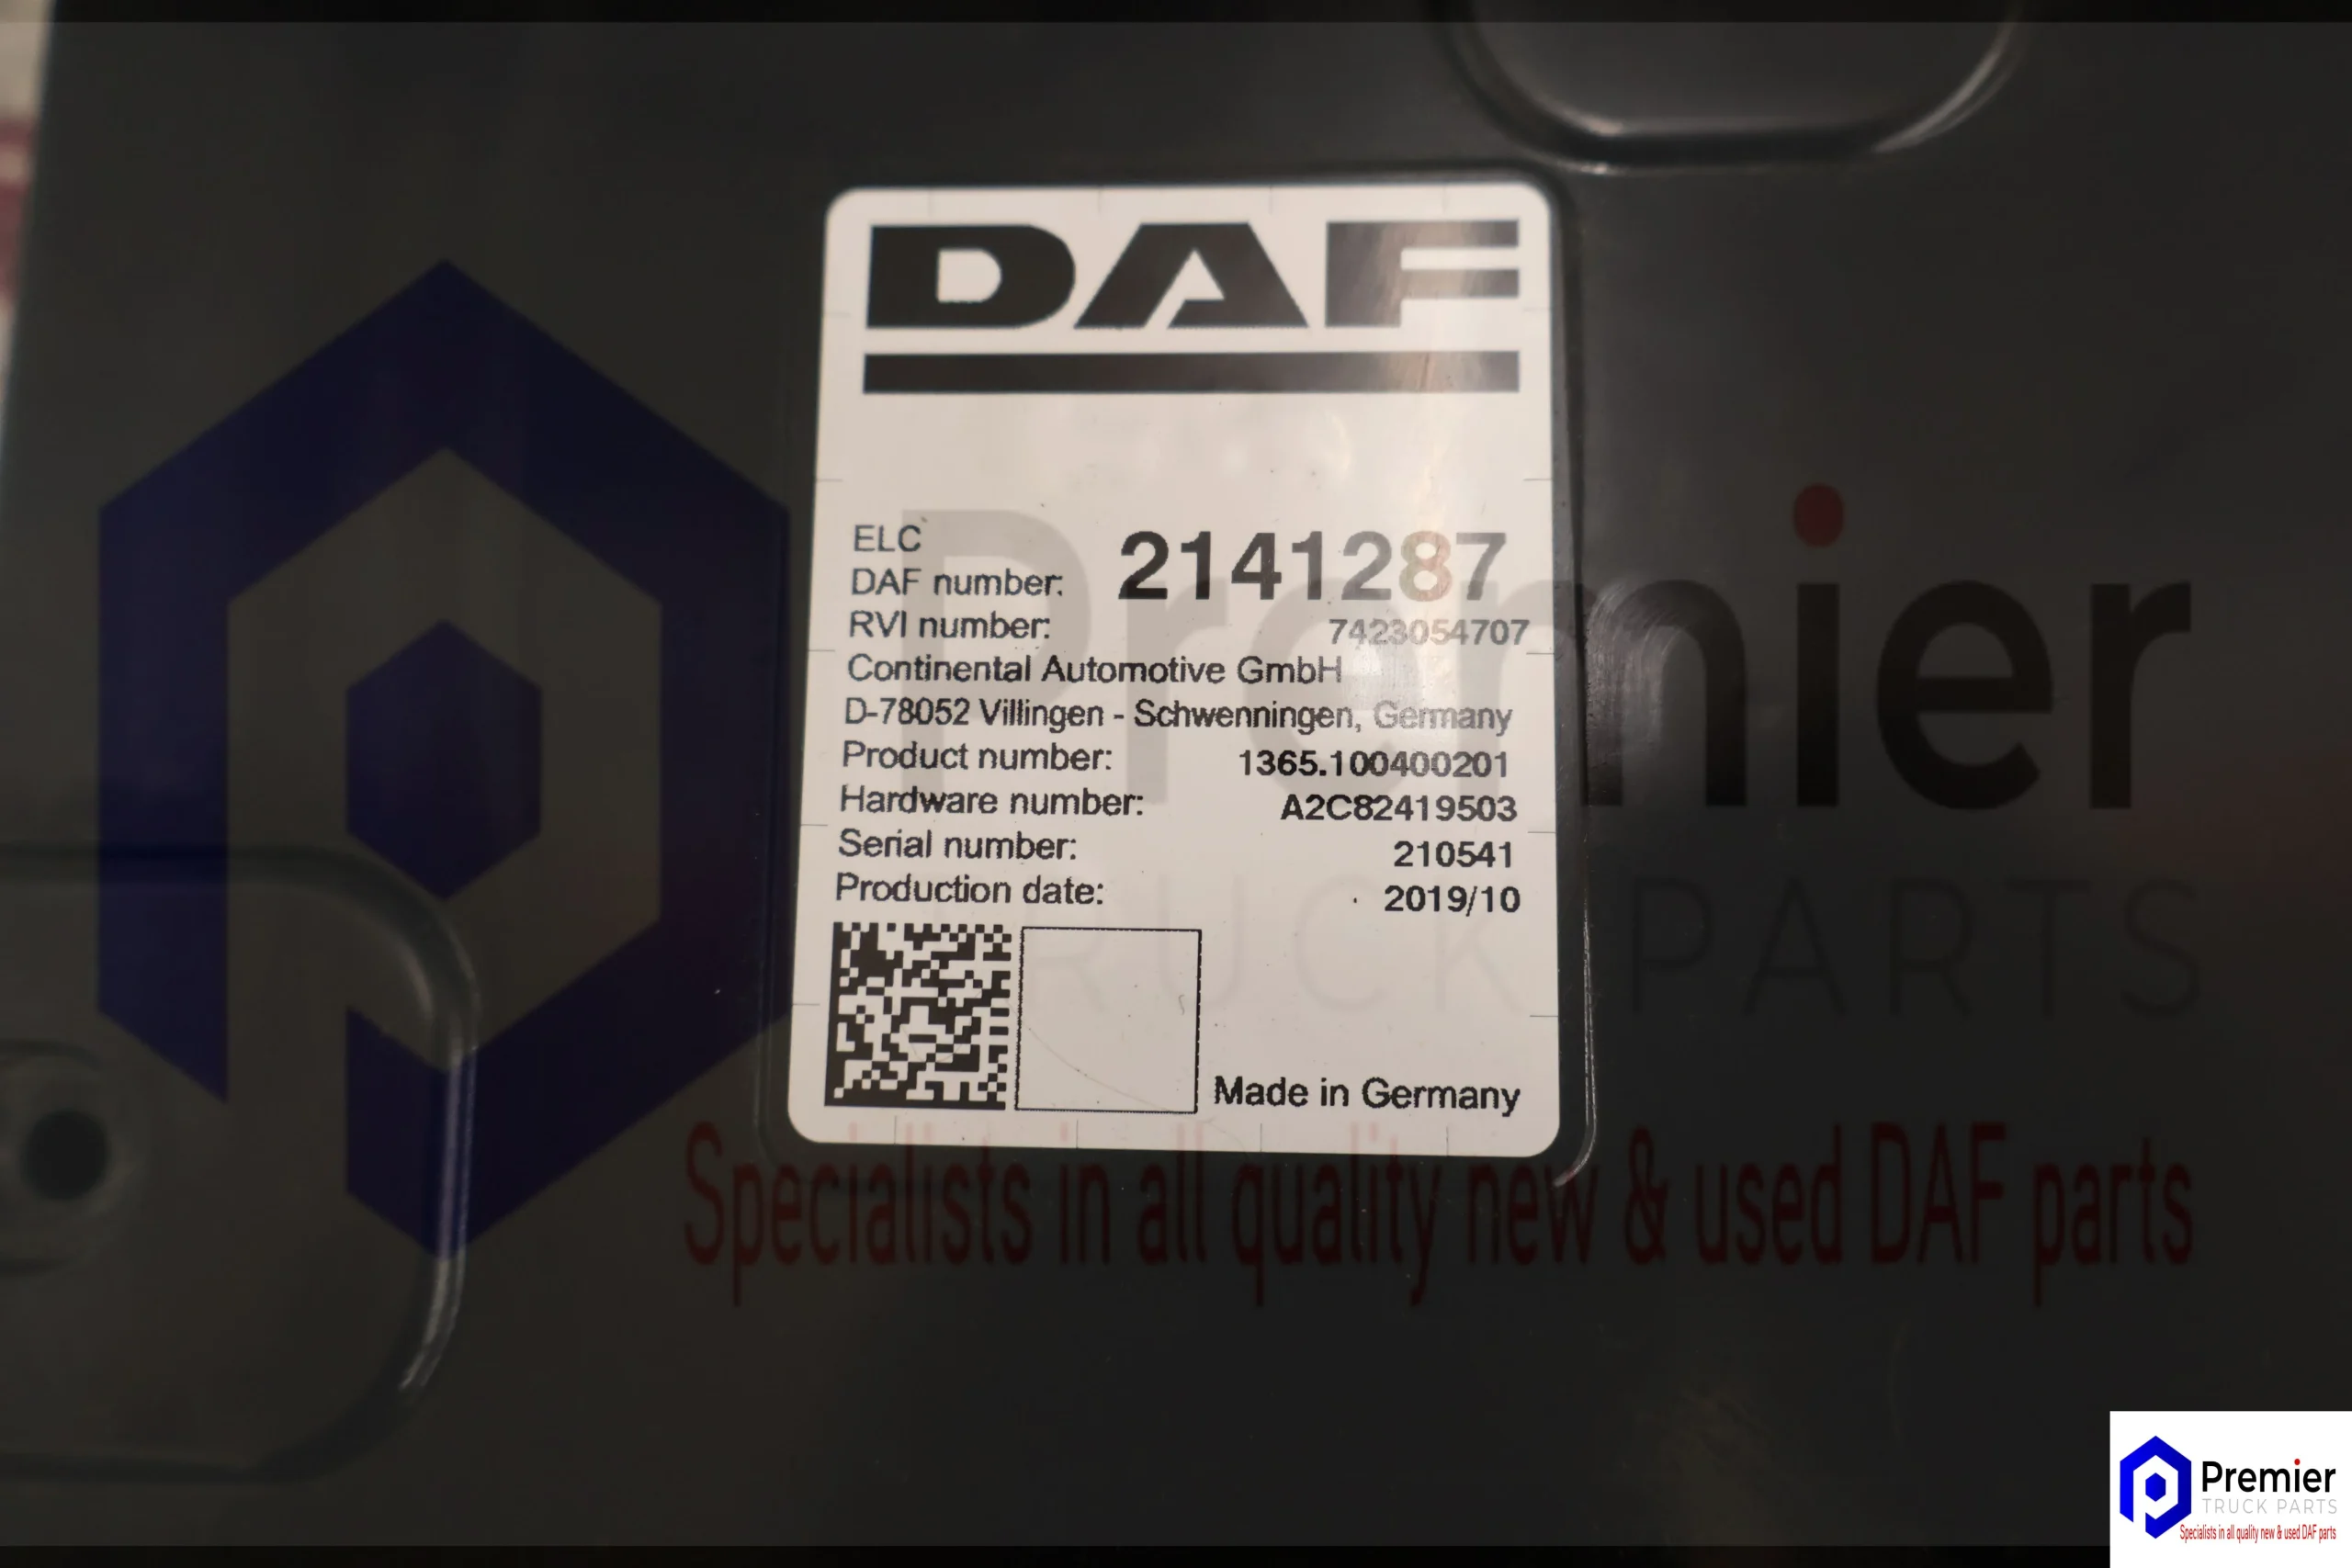 DAF
ELC
DAF number: 2141287
RVI number: 7423054707
Continental Automotive GmbH
D-78052 Villingen - Schwenningen, Germany
Product number: 1365.100400201
Hardware number: A2C82419503
Serial number: 210541
Production date: 2019/10
Made in Germany
Premier
TRUCK PARTS
Specialists in all quality new & used DAF parts
Premier
TRUCK PARTS
Specialists in all quality new & used DAF parts